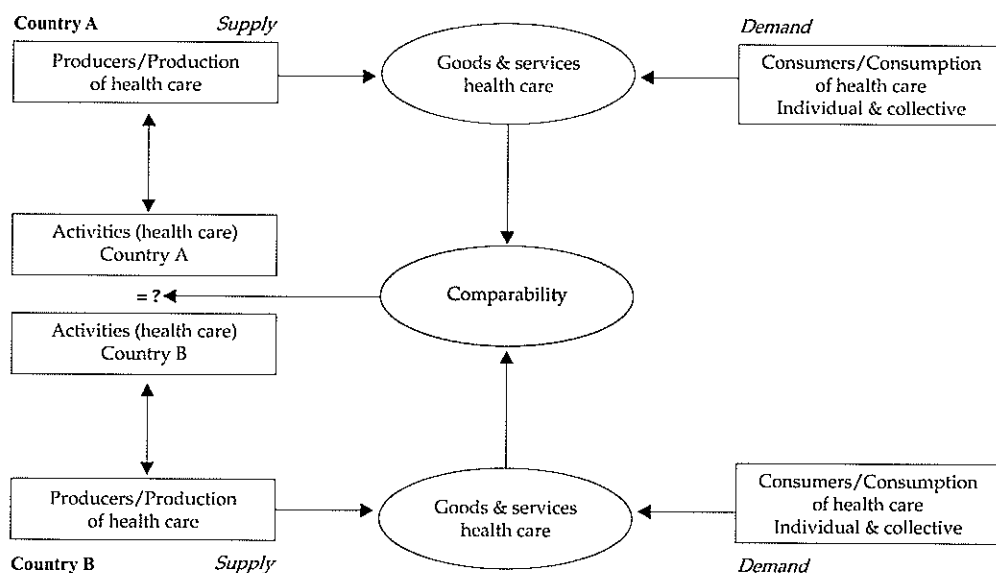 Country A
Supply
Demand
Producers/Production
of health care
Goods & services
health care
Consumers/Consumption
of health care
Individual & collective
Activities (health care)
Country A
= ?
Comparability
Activities (health care)
Country B
Producers/Production
of health care
Goods & services
health care
Consumers/Consumption
of health care
Individual & collective
Country B
Supply
Demand